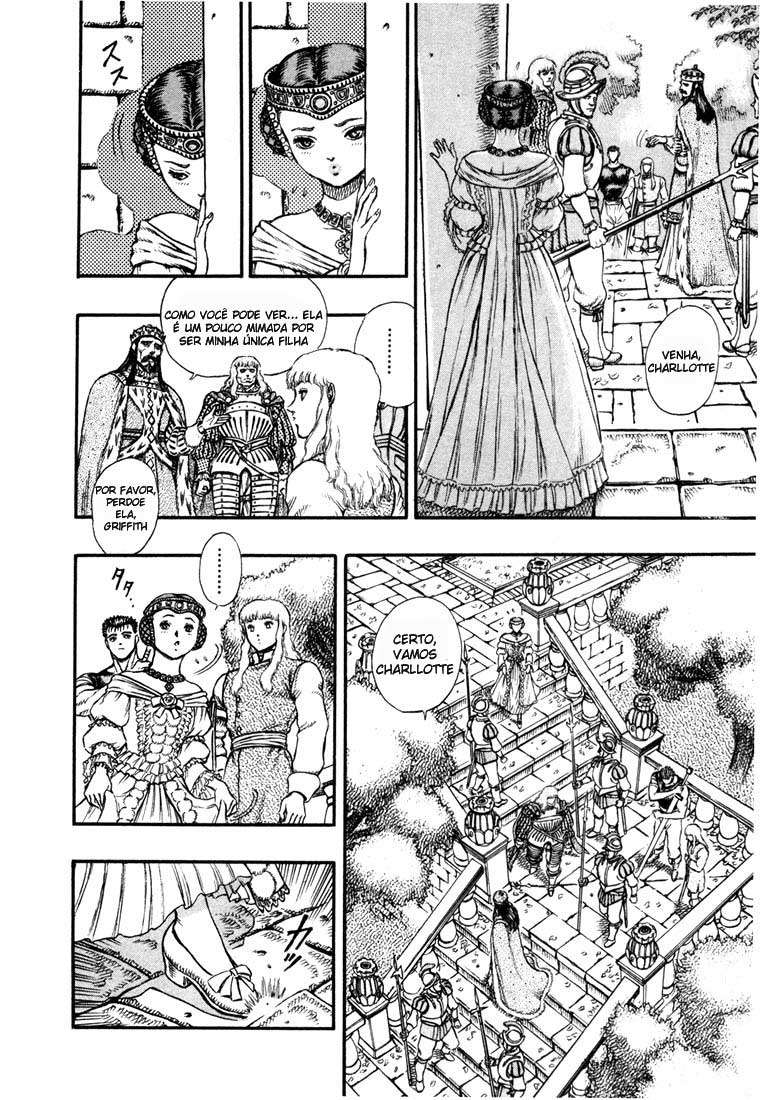 VENHA,
CHARLLOTTE
スス
COMO VOCÊ PODE VER... ELA
É UM POUCO MIMADA POR
SER MINHA ÚNICA FILHA
.........
POR FAVOR,
PERDOE
ELA,
GRIFFITH
CERTO,
VAMOS
CHARLLOTTE
.........
タタ
カッ